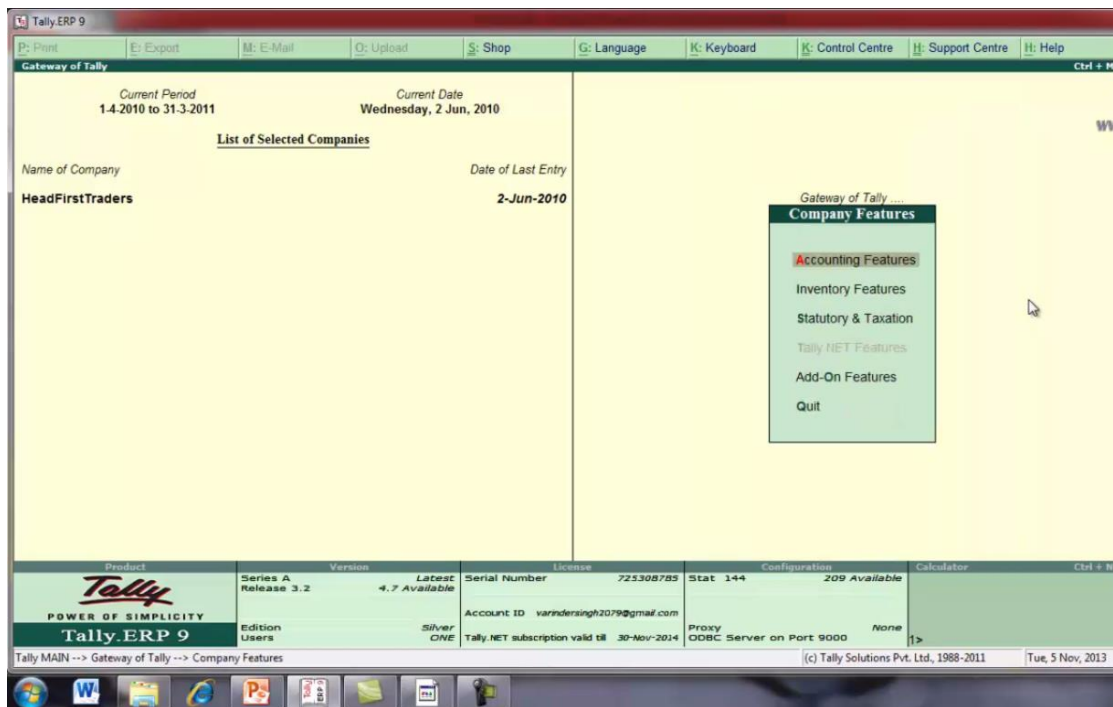 Tally.ERP 9
P: Print E: Export M: E-Mail O: Upload S: Shop G: Language K: Keyboard K: Control Centre H: Support Centre H: Help
Gateway of Tally Ctrl + M
Current Period Current Date
1-4-2010 to 31-3-2011 Wednesday, 2 Jun, 2010
List of Selected Companies
Name of Company Date of Last Entry
HeadFirstTraders 2-Jun-2010
Gateway of Tally ....
Company Features
Accounting Features
Inventory Features
Statutory & Taxation
Tally NET Features
Add-On Features
Quit
Product Version License Configuration Calculator Ctrl + N
Tally
POWER OF SIMPLICITY
Tally.ERP 9
Series A Latest
Release 3.2 4.7 Available
Edition Silver
Users ONE
Serial Number 725308785
Account ID varindersingh2079@gmail.com
Tally.NET subscription valid till 30-Nov-2014
Stat 144 209 Available
Proxy None
ODBC Server on Port 9000
1>
Tally MAIN --> Gateway of Tally --> Company Features (c) Tally Solutions Pvt. Ltd., 1988-2011 Tue, 5 Nov, 2013